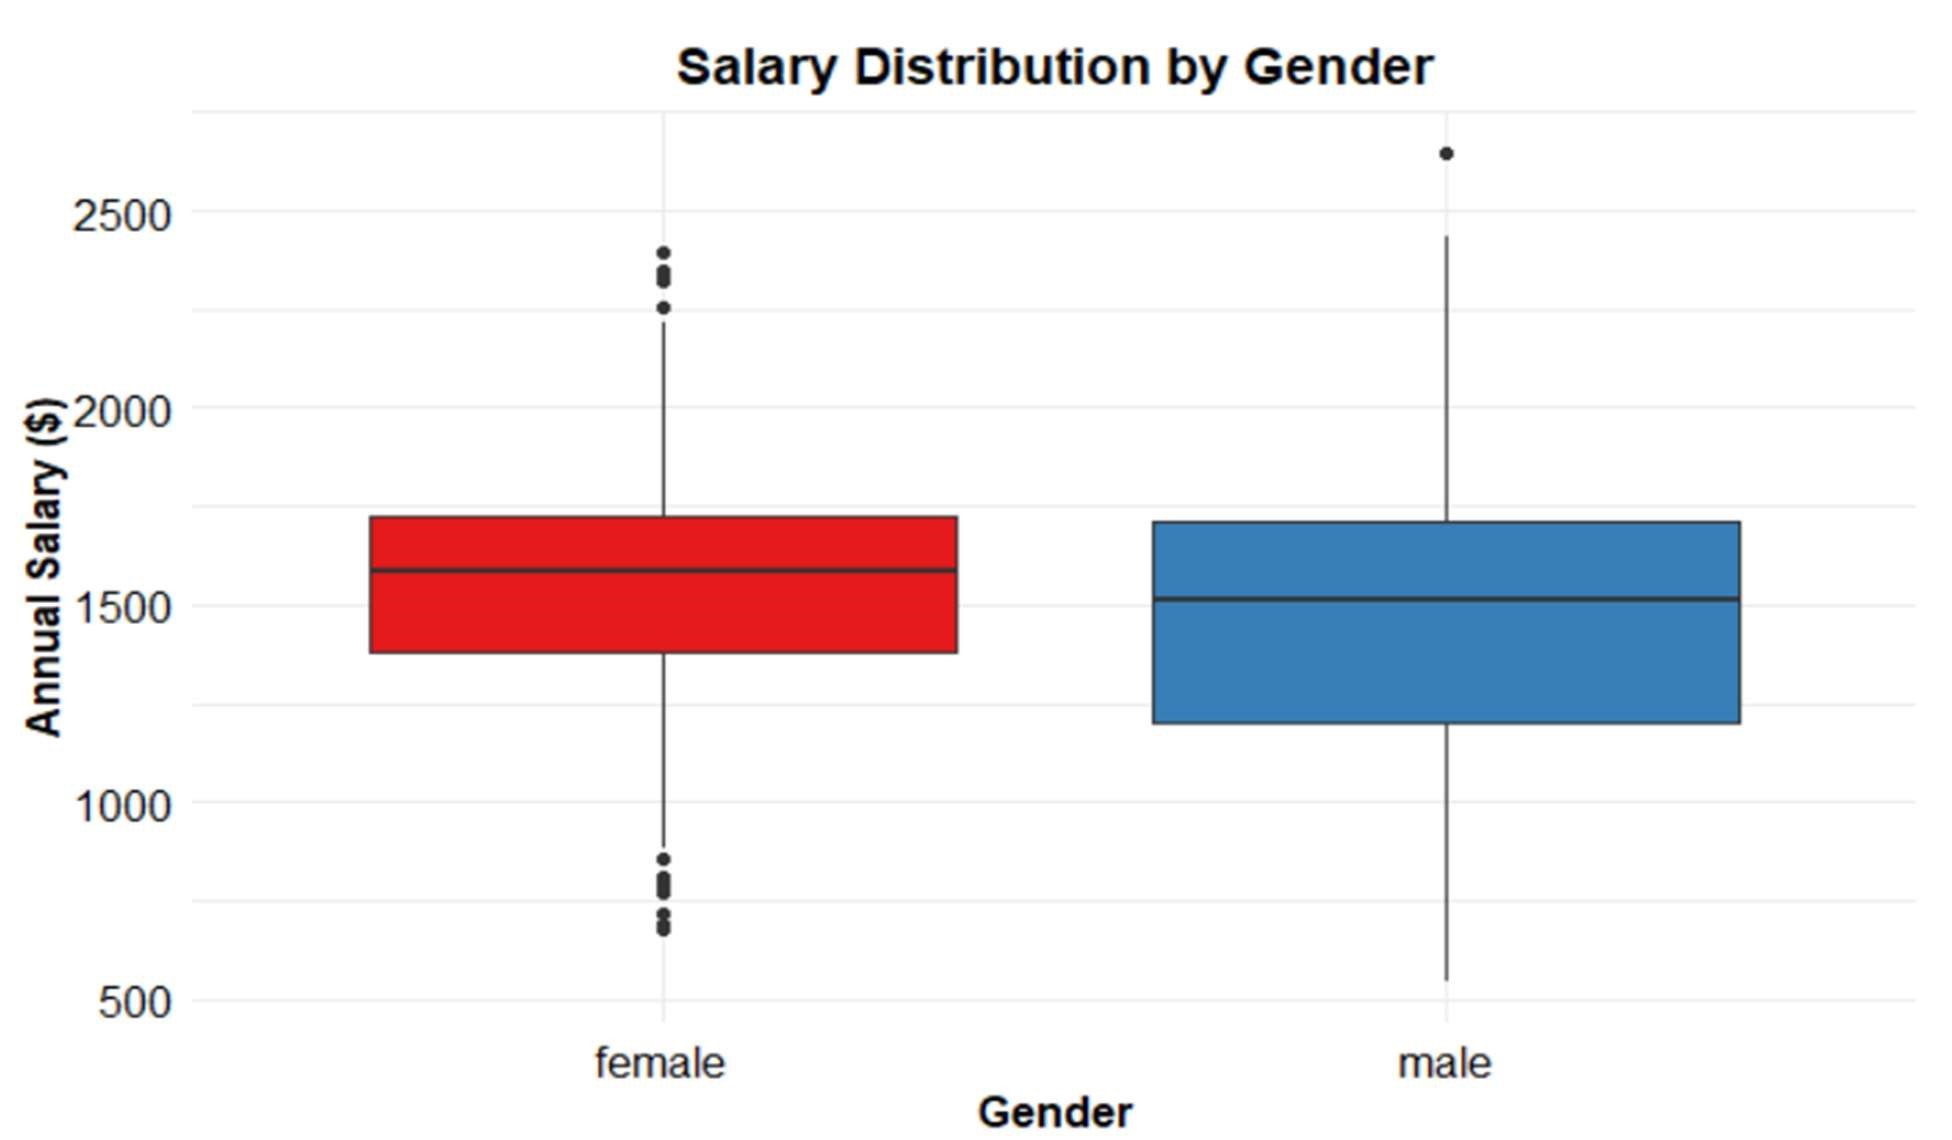 Salary Distribution by Gender
Annual Salary ($)
2500
2000
1500
1000
500
female
male
Gender